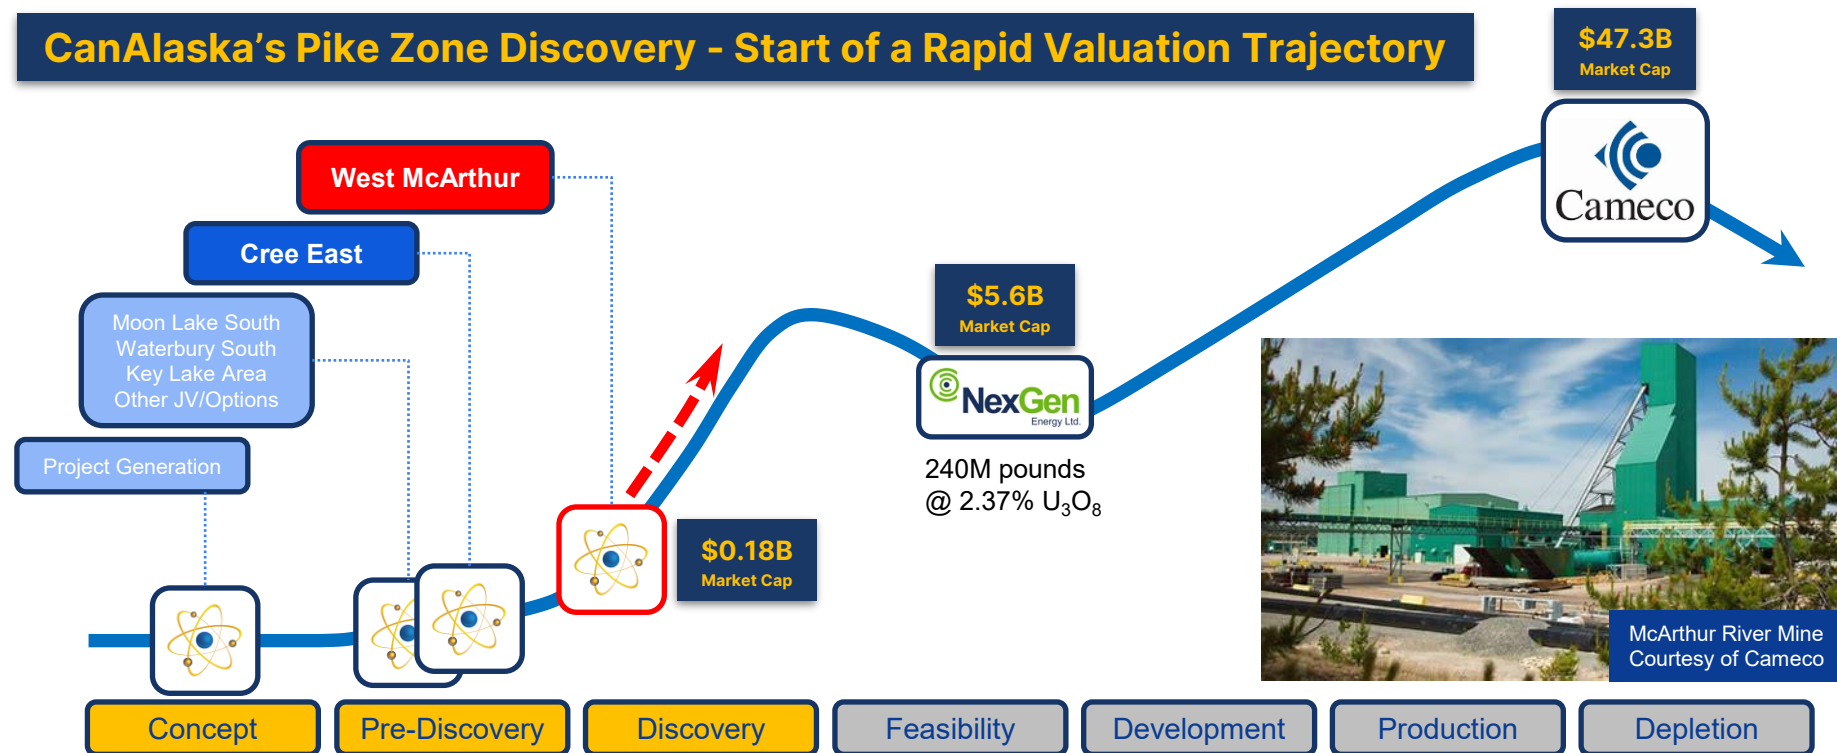 CanAlaska's Pike Zone Discovery - Start of a Rapid Valuation Trajectory
$47.3B
Market Cap
Cameco
West McArthur
Cree East
Moon Lake South
Waterbury South
Key Lake Area
Other JV/Options
Project Generation
$5.6B
Market Cap
NexGen
Energy Ltd.
240M pounds
@ 2.37% U₃O₈
$0.18B
Market Cap
McArthur River Mine
Courtesy of Cameco
Concept
Pre-Discovery
Discovery
Feasibility
Development
Production
Depletion